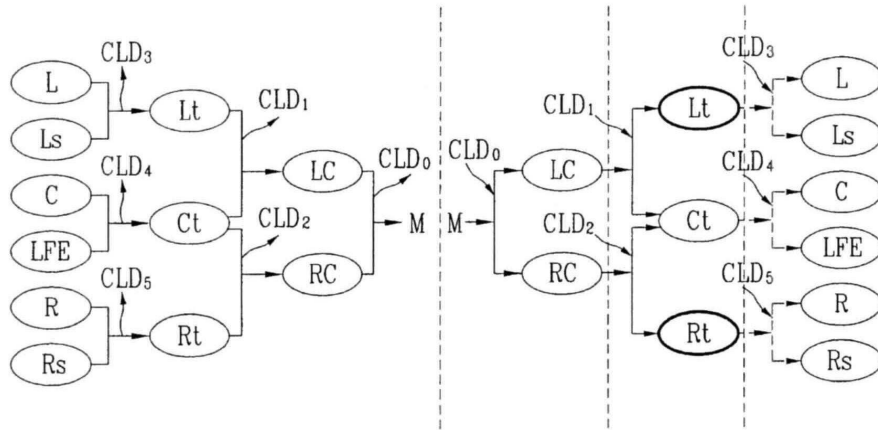 CLD₃
L
Lt
CLD₁
Ls
LC
CLD₀
CLD₄
C
Ct
M
LFE
CLD₂
RC
CLD₅
R
Rt
Rs
CLD₃
L
CLD₁
Lt
CLD₀
Ls
LC
CLD₄
C
M
Ct
CLD₂
LFE
RC
CLD₅
R
Rt
Rs